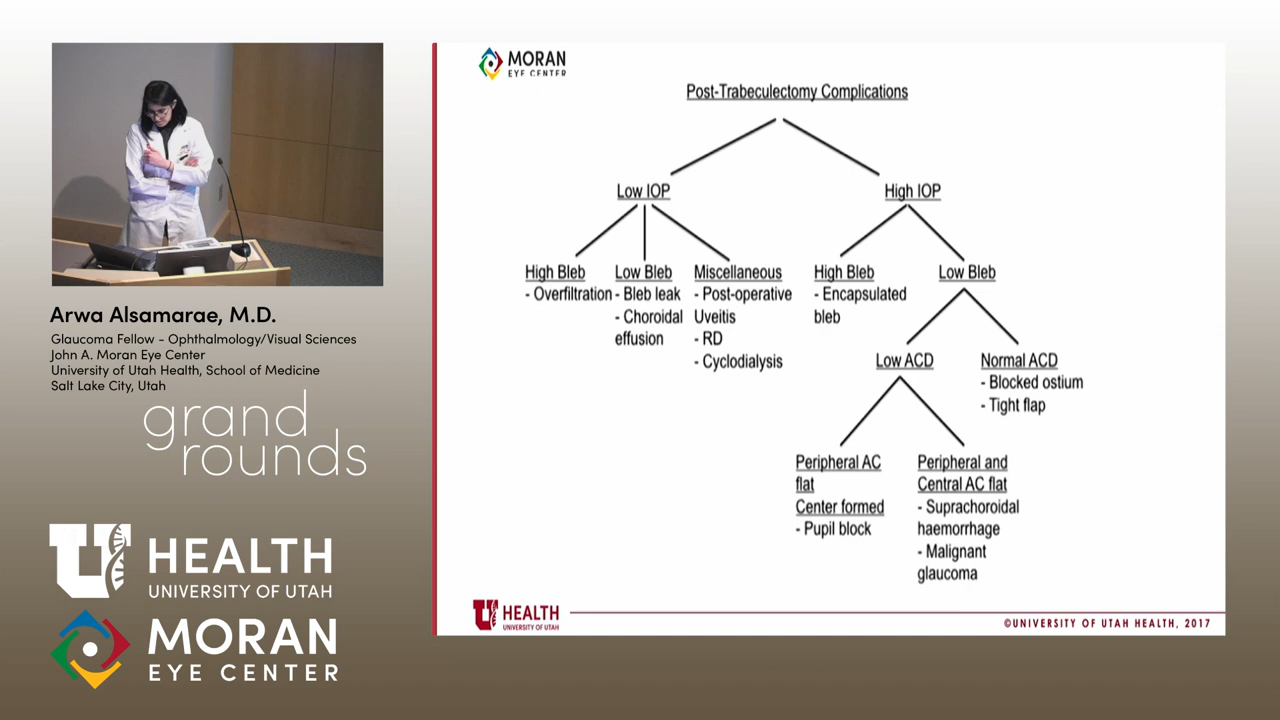 Arwa Alsamarae, M.D.
Glaucoma Fellow - Ophthalmology/Visual Sciences
John A. Moran Eye Center
University of Utah Health, School of Medicine
Salt Lake City, Utah
grand
rounds
U
HEALTH
UNIVERSITY OF UTAH
MORAN
EYE CENTER
MORAN
EYE CENTER
Post-Trabeculectomy Complications
Low IOP
High IOP
High Bleb
- Overfiltration
Low Bleb
- Bleb leak
- Choroidal
effusion
Miscellaneous
- Post-operative
Uveitis
- RD
- Cyclodialysis
High Bleb
- Encapsulated
bleb
Low Bleb
Low ACD
Normal ACD
- Blocked ostium
- Tight flap
Peripheral AC
flat
Center formed
- Pupil block
Peripheral and
Central AC flat
- Suprachoroidal
haemorrhage
- Malignant
glaucoma
U
HEALTH
UNIVERSITY OF UTAH
©UNIVERSITY OF UTAH HEALTH, 2017